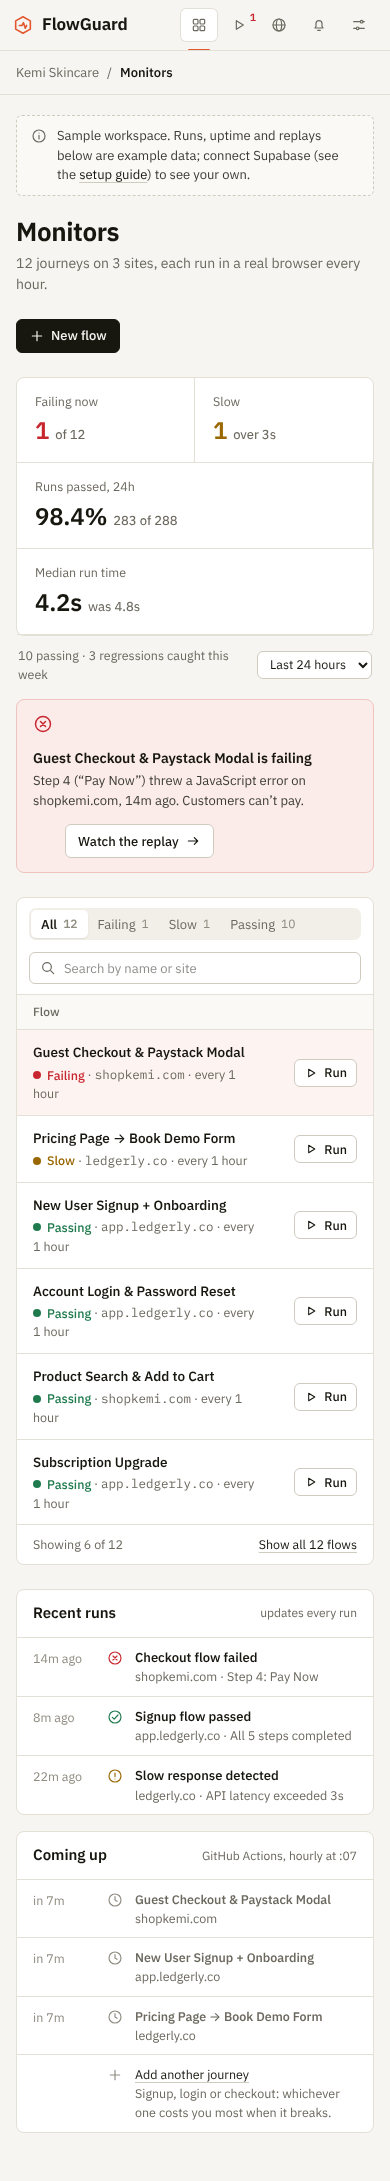 FlowGuard
1
Kemi Skincare / Monitors
Sample workspace. Runs, uptime and replays
below are example data; connect Supabase (see
the setup guide) to see your own.
Monitors
12 journeys on 3 sites, each run in a real browser every
hour.
New flow
Failing now
1 of 12
Slow
1 over 3s
Runs passed, 24h
98.4% 283 of 288
Median run time
4.2s was 4.8s
10 passing · 3 regressions caught this
week
Last 24 hours
Guest Checkout & Paystack Modal is failing
Step 4 (“Pay Now”) threw a JavaScript error on
shopkemi.com, 14m ago. Customers can’t pay.
Watch the replay →
All 12 Failing 1 Slow 1 Passing 10
Search by name or site
Flow
Guest Checkout & Paystack Modal
Failing · shopkemi.com · every 1
hour
Run
Pricing Page → Book Demo Form
Slow · ledgerly.co · every 1 hour
Run
New User Signup + Onboarding
Passing · app.ledgerly.co · every
1 hour
Run
Account Login & Password Reset
Passing · app.ledgerly.co · every
1 hour
Run
Product Search & Add to Cart
Passing · shopkemi.com · every 1
hour
Run
Subscription Upgrade
Passing · app.ledgerly.co · every
1 hour
Run
Showing 6 of 12
Show all 12 flows
Recent runs
updates every run
14m ago
Checkout flow failed
shopkemi.com · Step 4: Pay Now
8m ago
Signup flow passed
app.ledgerly.co · All 5 steps completed
22m ago
Slow response detected
ledgerly.co · API latency exceeded 3s
Coming up
GitHub Actions, hourly at :07
in 7m
Guest Checkout & Paystack Modal
shopkemi.com
in 7m
New User Signup + Onboarding
app.ledgerly.co
in 7m
Pricing Page → Book Demo Form
ledgerly.co
Add another journey
Signup, login or checkout: whichever
one costs you most when it breaks.